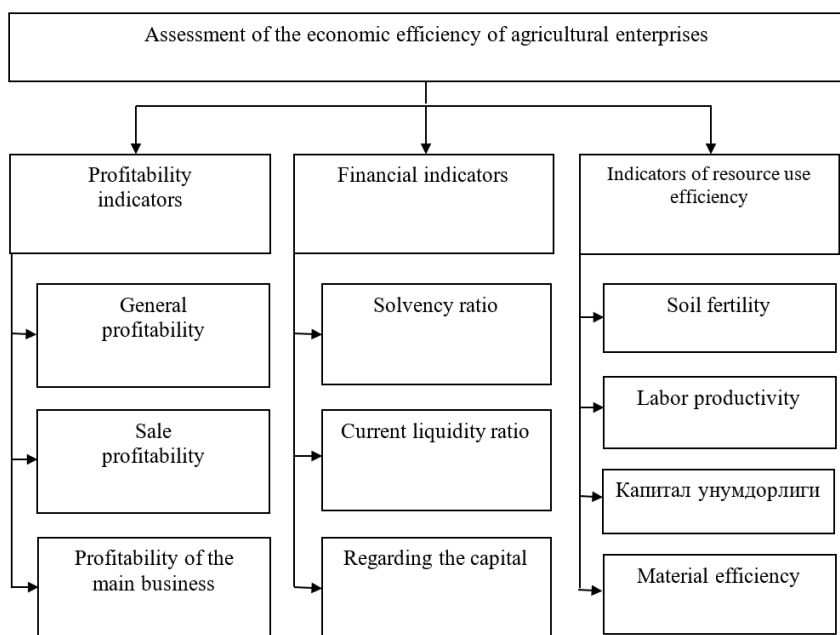 Assessment of the economic efficiency of agricultural enterprises
Profitability
indicators
General
profitability
Sale
profitability
Profitability of the
main business
Financial indicators
Solvency ratio
Current liquidity ratio
Regarding the capital
Indicators of resource use
efficiency
Soil fertility
Labor productivity
Капитал унумдорлиги
Material efficiency